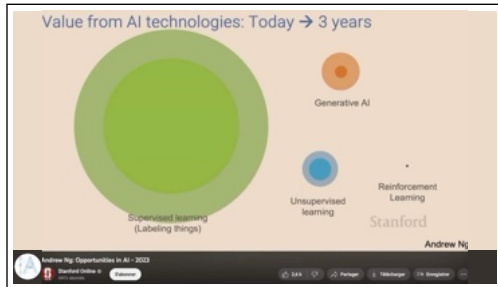 Value from AI technologies: Today → 3 years
Generative AI
Supervised learning
(Labeling things)
Unsupervised
learning
Reinforcement
Learning
Stanford
Andrew Ng
Andrew Ng: Opportunities in AI - 2023
Stanford Online
S'abonner
Partager
Télécharger
Enregistrer